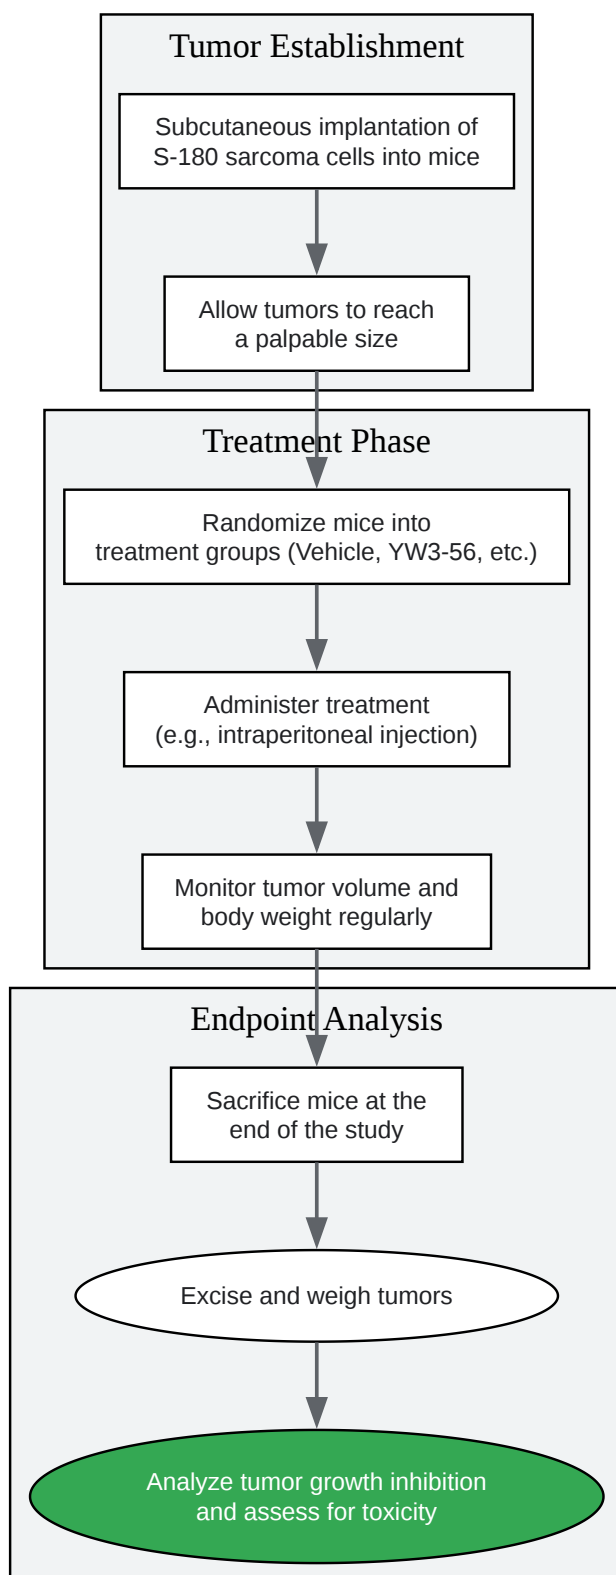 Tumor Establishment
Subcutaneous implantation of
S-180 sarcoma cells into mice
Allow tumors to reach
a palpable size
Treatment Phase
Randomize mice into
treatment groups (Vehicle, YW3-56, etc.)
Administer treatment
(e.g., intraperitoneal injection)
Monitor tumor volume and
body weight regularly
Endpoint Analysis
Sacrifice mice at the
end of the study
Excise and weigh tumors
Analyze tumor growth inhibition
and assess for toxicity